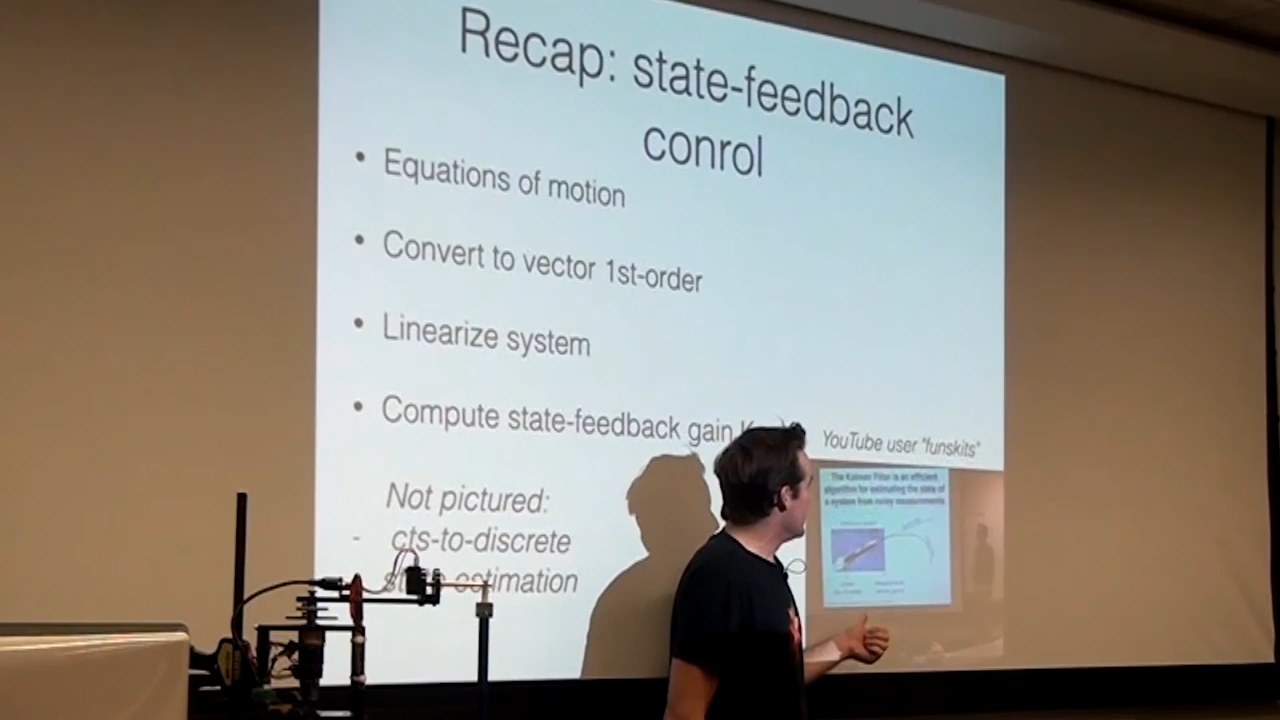 Recap: state-feedback
conrol
• Equations of motion
• Convert to vector 1st-order
• Linearize system
• Compute state-feedback gain
YouTube user "funskits"
The Kalman Filter is an efficient
algorithm for estimating the state of
a system from noisy measurements
Not pictured:
- cts-to-discrete
estimation